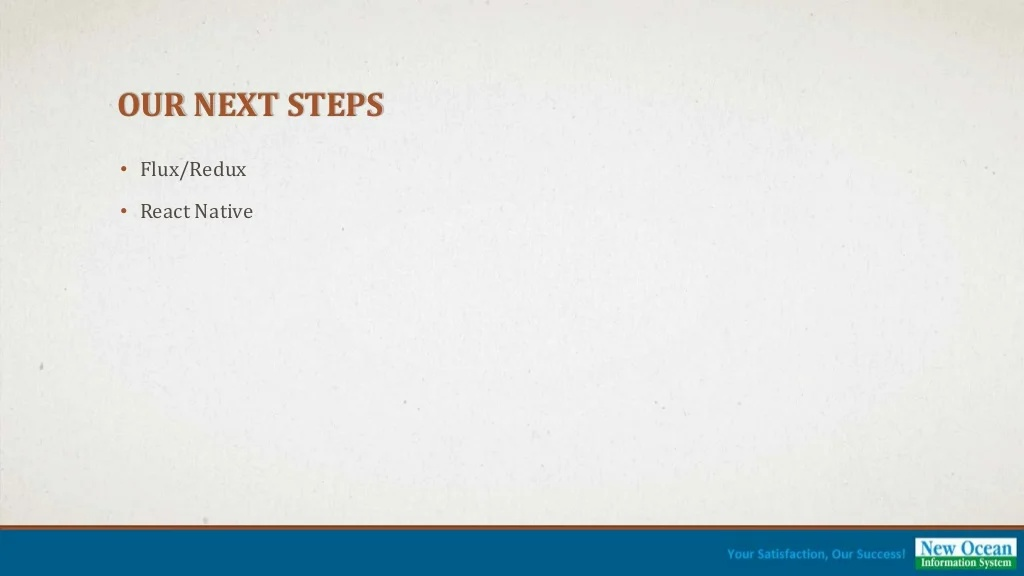 OUR NEXT STEPS
• Flux/Redux
• React Native
Your Satisfaction, Our Success!
New Ocean
Information System